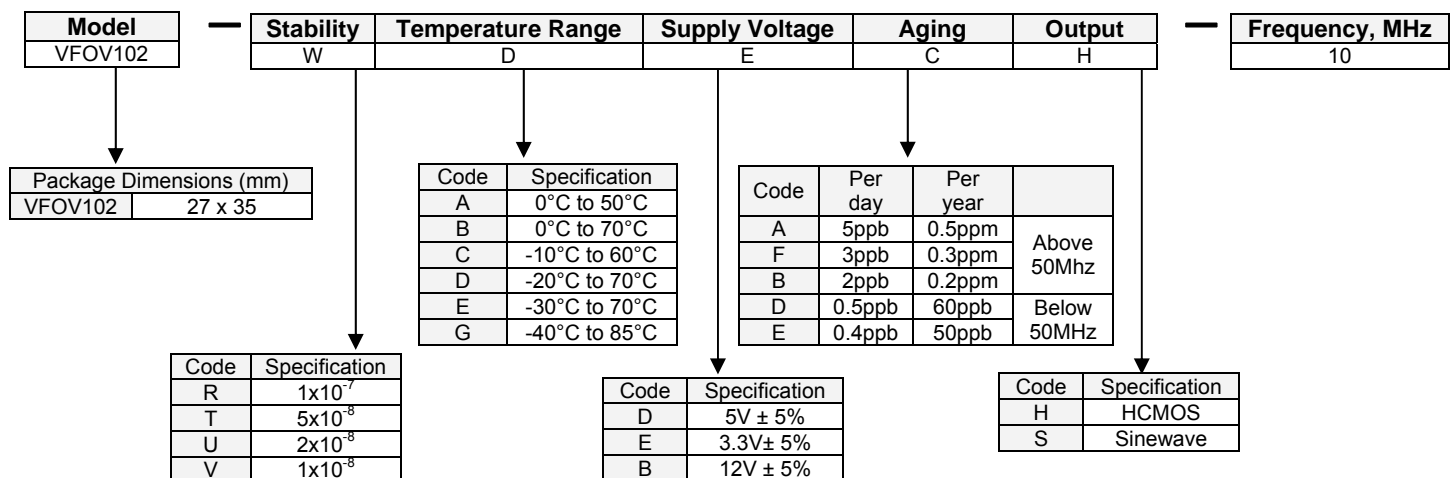 Model — Stability Temperature Range Supply Voltage Aging Output — Frequency, MHz
VFOV102 W D E C H 10
Package Dimensions (mm)
VFOV102 27 x 35
Code Specification
A 0°C to 50°C
B 0°C to 70°C
C -10°C to 60°C
D -20°C to 70°C
E -30°C to 70°C
G -40°C to 85°C
Code Per day Per year
A 5ppb 0.5ppm Above 50Mhz
F 3ppb 0.3ppm
B 2ppb 0.2ppm
D 0.5ppb 60ppb Below 50MHz
E 0.4ppb 50ppb
Code Specification
R 1x10⁻⁷
T 5x10⁻⁸
U 2x10⁻⁸
V 1x10⁻⁸
Code Specification
D 5V ± 5%
E 3.3V± 5%
B 12V ± 5%
Code Specification
H HCMOS
S Sinewave